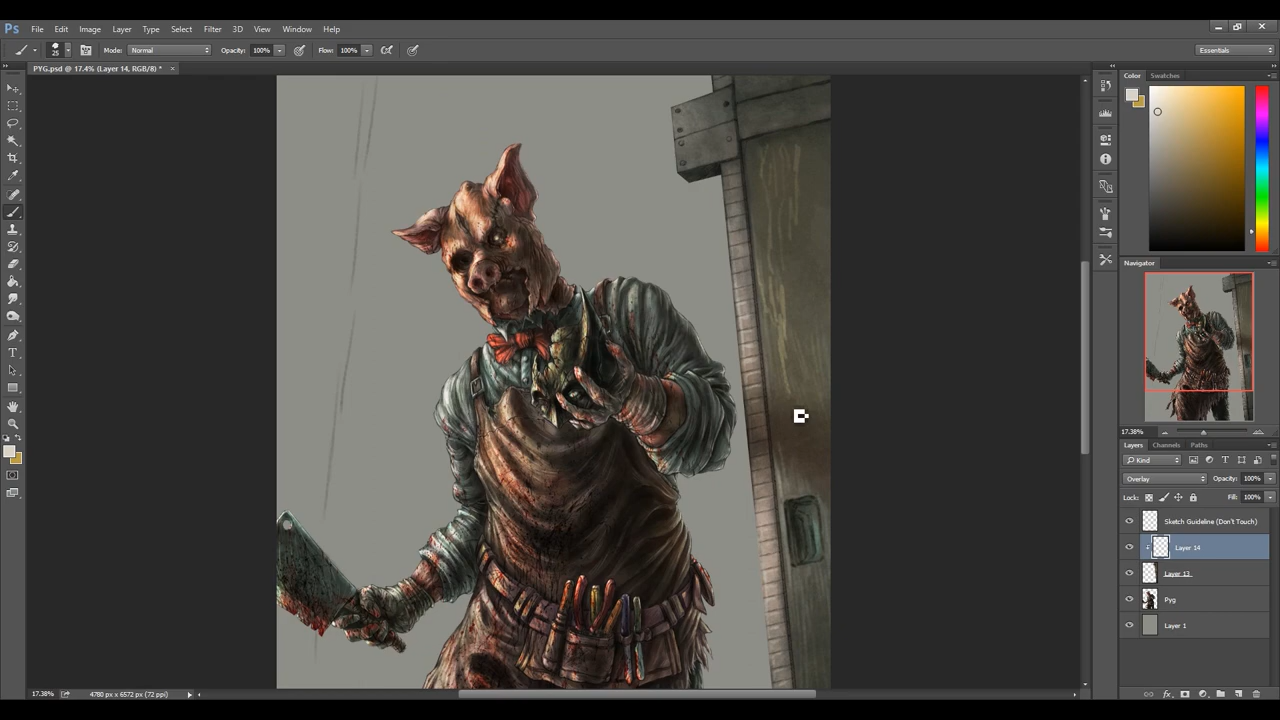 Ps File Edit Image Layer Type Select Filter 3D View Window Help
25 Mode: Normal Opacity: 100% Flow: 100% Essentials
PYG.psd @ 17.4% (Layer 14, RGB/8) * ×
Color Swatches
Navigator
17.38%
Layers Channels Paths
Kind
Overlay Opacity: 100%
Lock: Fill: 100%
Sketch Guideline (Don't Touch)
Layer 14
Layer 13
Pyg
Layer 1
17.38% 4780 px x 6572 px (72 ppi)